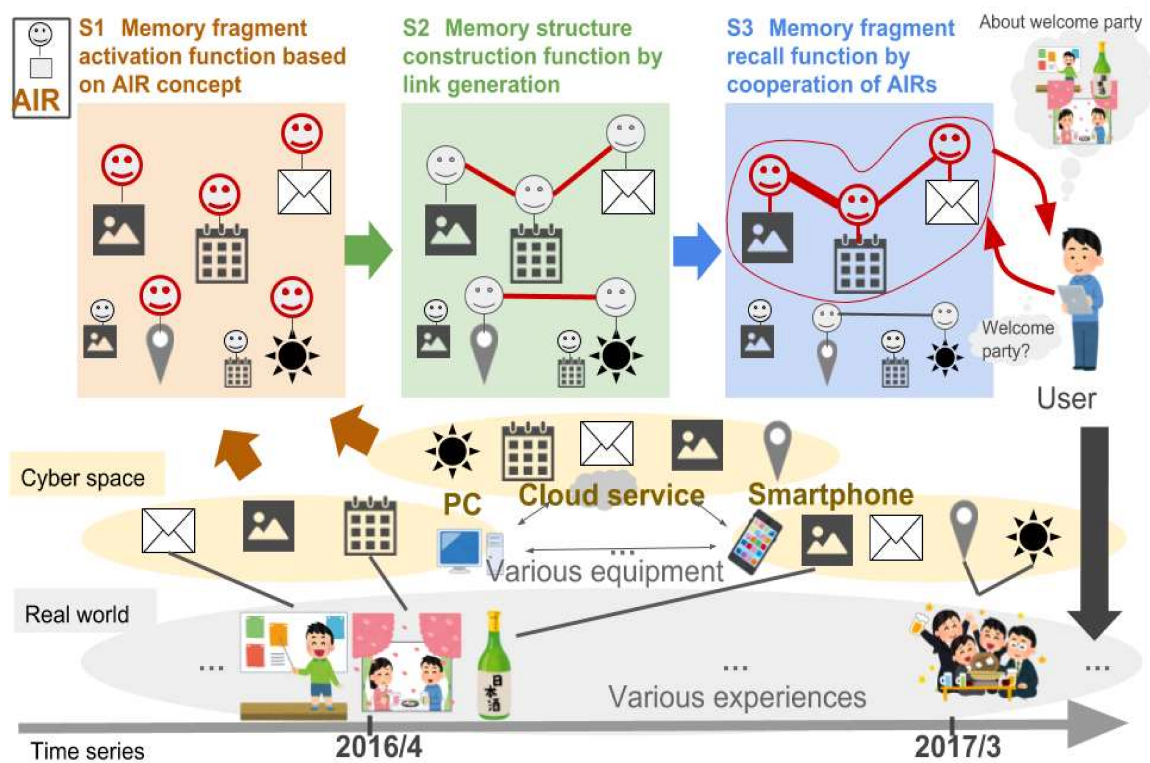 AIR
S1 Memory fragment
activation function based
on AIR concept
S2 Memory structure
construction function by
link generation
S3 Memory fragment
recall function by
cooperation of AIRs
About welcome party
Welcome
party?
User
Cyber space
PC
Cloud service
Smartphone
...
Various equipment
Real world
日本酒
...
...
...
Various experiences
Time series
2016/4
2017/3